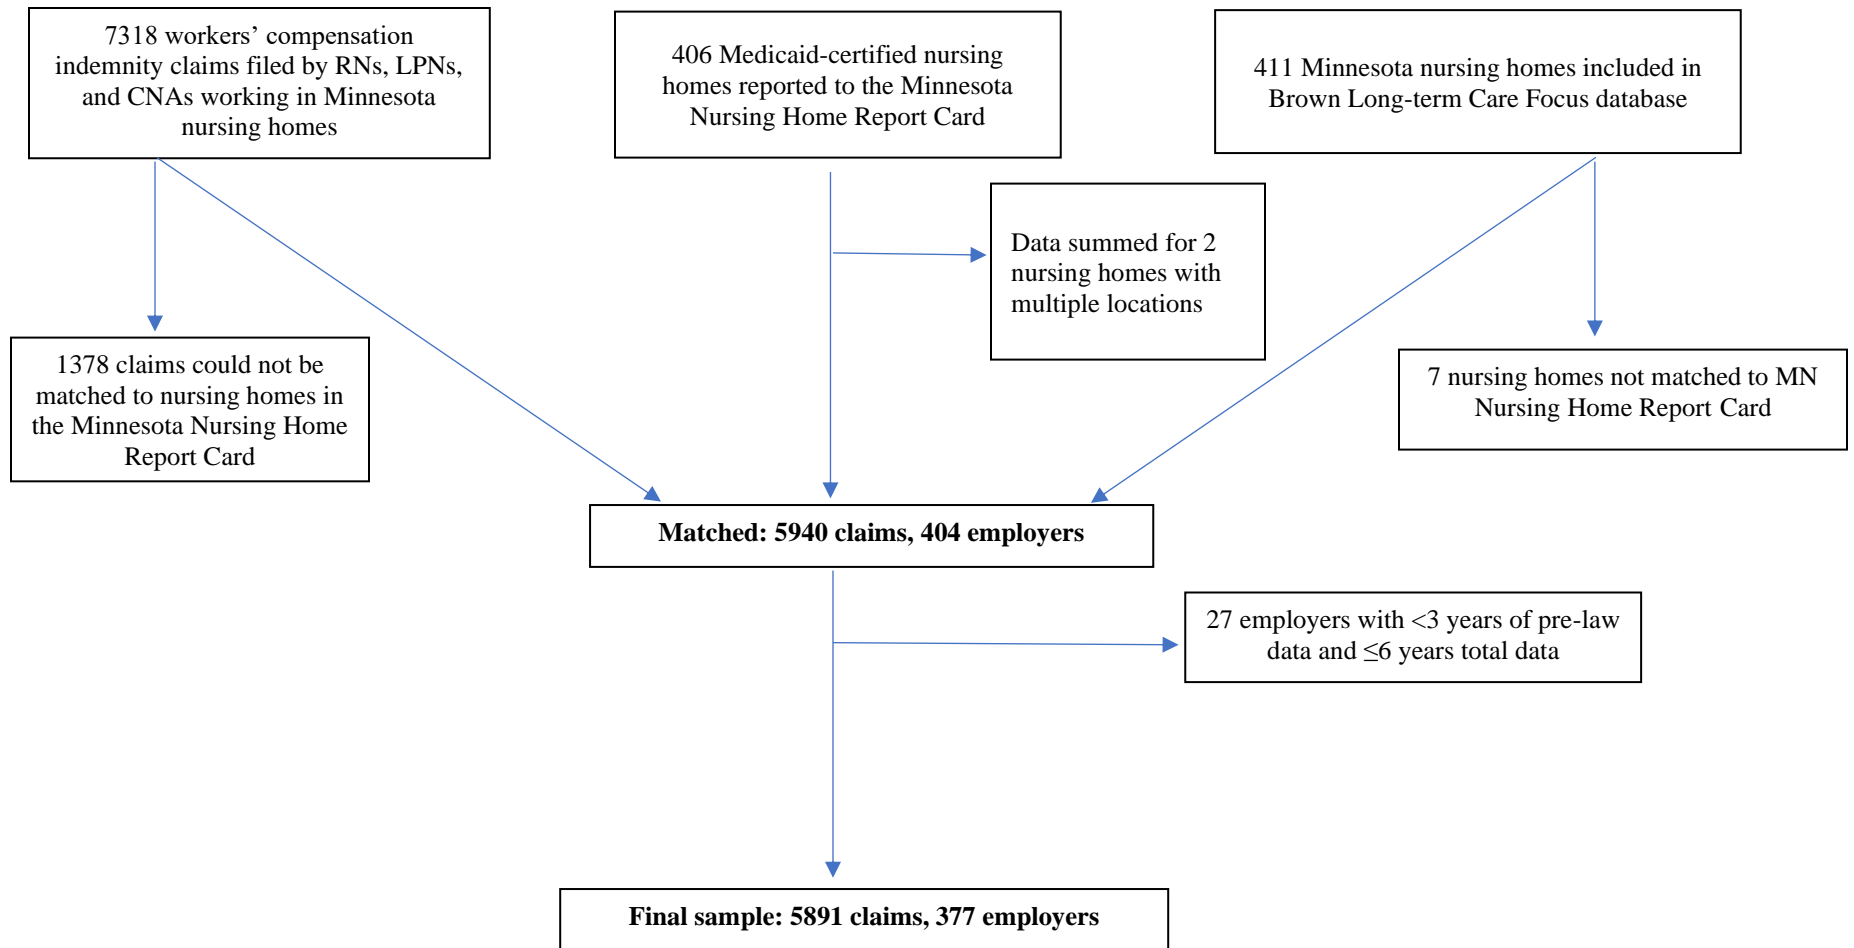 7318 workers’ compensation
indemnity claims filed by RNs, LPNs,
and CNAs working in Minnesota
nursing homes
406 Medicaid-certified nursing
homes reported to the Minnesota
Nursing Home Report Card
411 Minnesota nursing homes included in
Brown Long-term Care Focus database
Data summed for 2
nursing homes with
multiple locations
1378 claims could not be
matched to nursing homes in
the Minnesota Nursing Home
Report Card
7 nursing homes not matched to MN
Nursing Home Report Card
Matched: 5940 claims, 404 employers
27 employers with <3 years of pre-law
data and ≤6 years total data
Final sample: 5891 claims, 377 employers